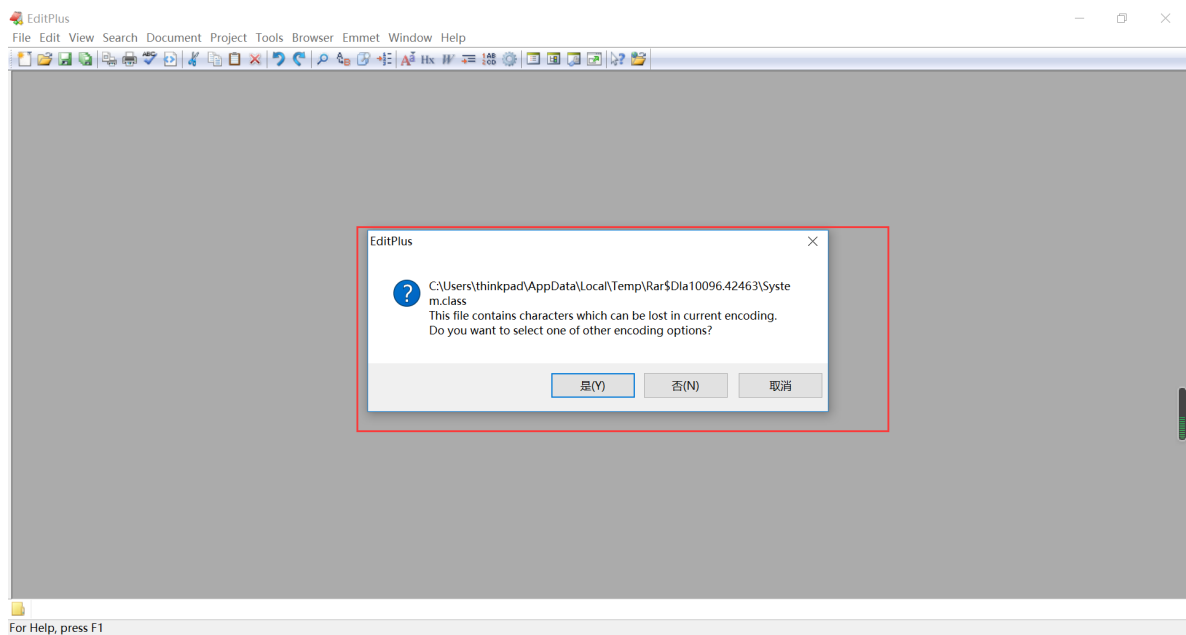 EditPlus
File Edit View Search Document Project Tools Browser Emmet Window Help
EditPlus
C:\Users\thinkpad\AppData\Local\Temp\Rar$DIa10096.42463\Syste
m.class
This file contains characters which can be lost in current encoding.
Do you want to select one of other encoding options?
是(Y) 否(N) 取消
For Help, press F1